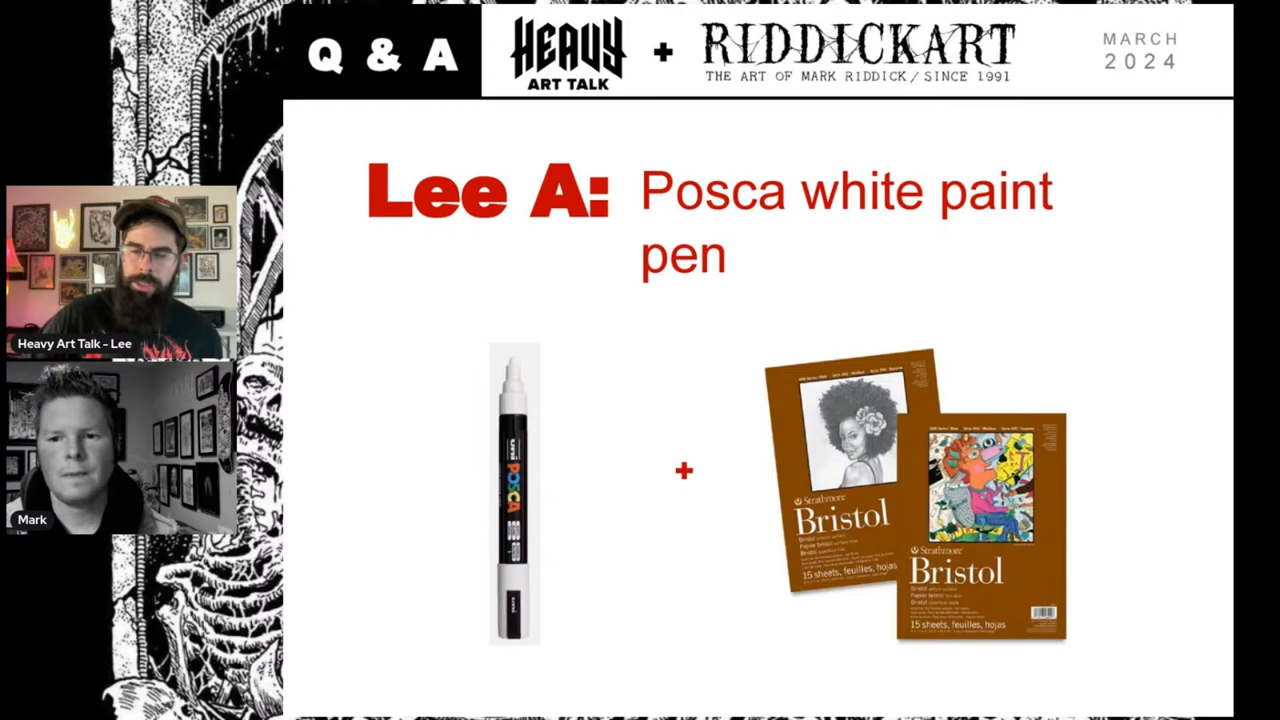 Q & A
HEAVY
ART TALK
+
RIDDICKART
THE ART OF MARK RIDDICK / SINCE 1991
MARCH
2024
Lee A: Posca white paint
pen
Heavy Art Talk - Lee
Mark
uni
POSCA
+
Strathmore
Bristol
15 sheets, feuilles, hojas
Strathmore
Bristol
15 sheets, feuilles, hojas